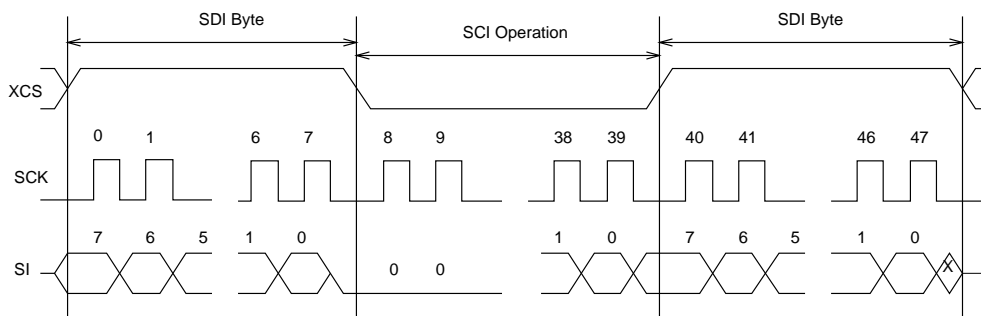 SDI Byte SCI Operation SDI Byte
XCS
0 1 6 7 8 9 38 39 40 41 46 47
SCK
7 6 5 1 0 1 0 7 6 5 1 0
SI 0 0 X